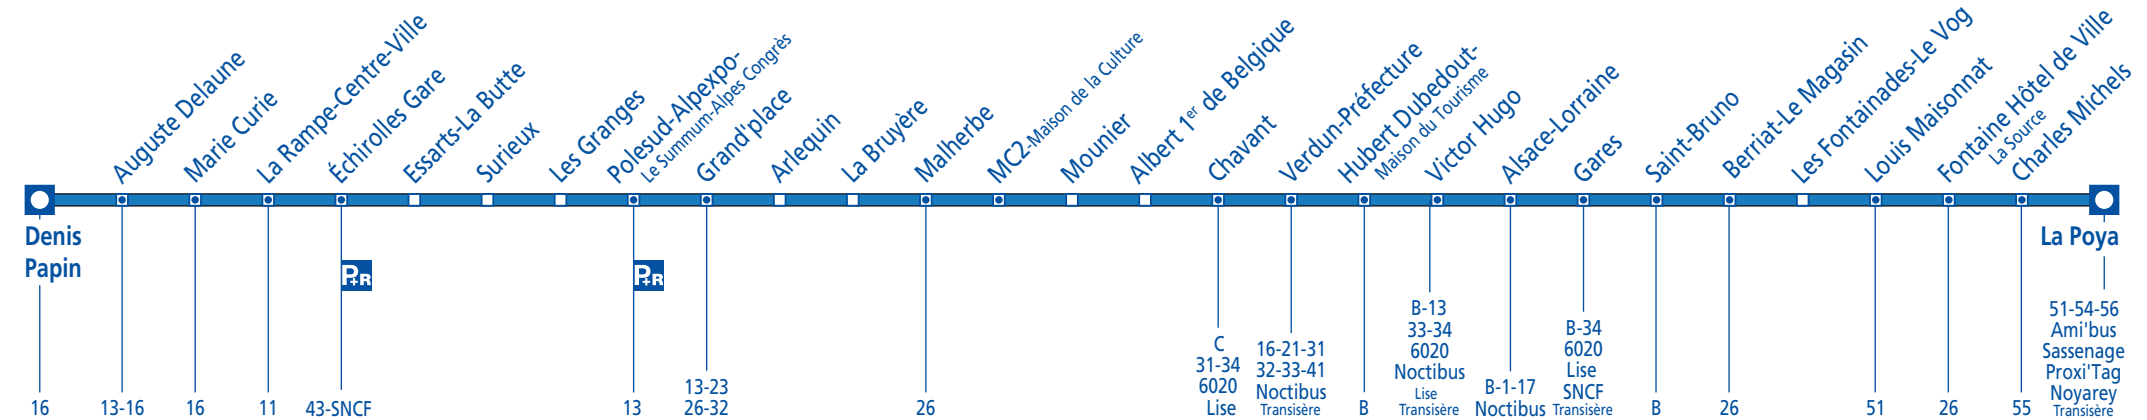 Auguste Delaune
Marie Curie
La Rampe-Centre-Ville
Échirolles Gare
Essarts-La Butte
Surieux
Les Granges
Polesud-Alpexpo-
Le Summum-Alpes Congrès
Grand'place
Arlequin
La Bruyère
Malherbe
MC2-Maison de la Culture
Mounier
Albert 1er de Belgique
Chavant
Verdun-Préfecture
Hubert Dubedout-
Maison du Tourisme
Victor Hugo
Alsace-Lorraine
Gares
Saint-Bruno
Berriat-Le Magasin
Les Fontainades-Le Vog
Louis Maisonnat
Fontaine Hôtel de Ville
La Source
Charles Michels
Denis
Papin
La Poya
P+R
P+R
16
13-16
16
11
43-SNCF
13
13-23
26-32
26
C
31-34
6020
Lise
16-21-31
32-33-41
Noctibus
Transisère
B
B-13
33-34
6020
Noctibus
Lise
Transisère
B-1-17
Noctibus
B-34
6020
Lise
SNCF
Transisère
B
26
51
26
55
51-54-56
Ami'bus
Sassenage
Proxi'Tag
Noyarey
Transisère